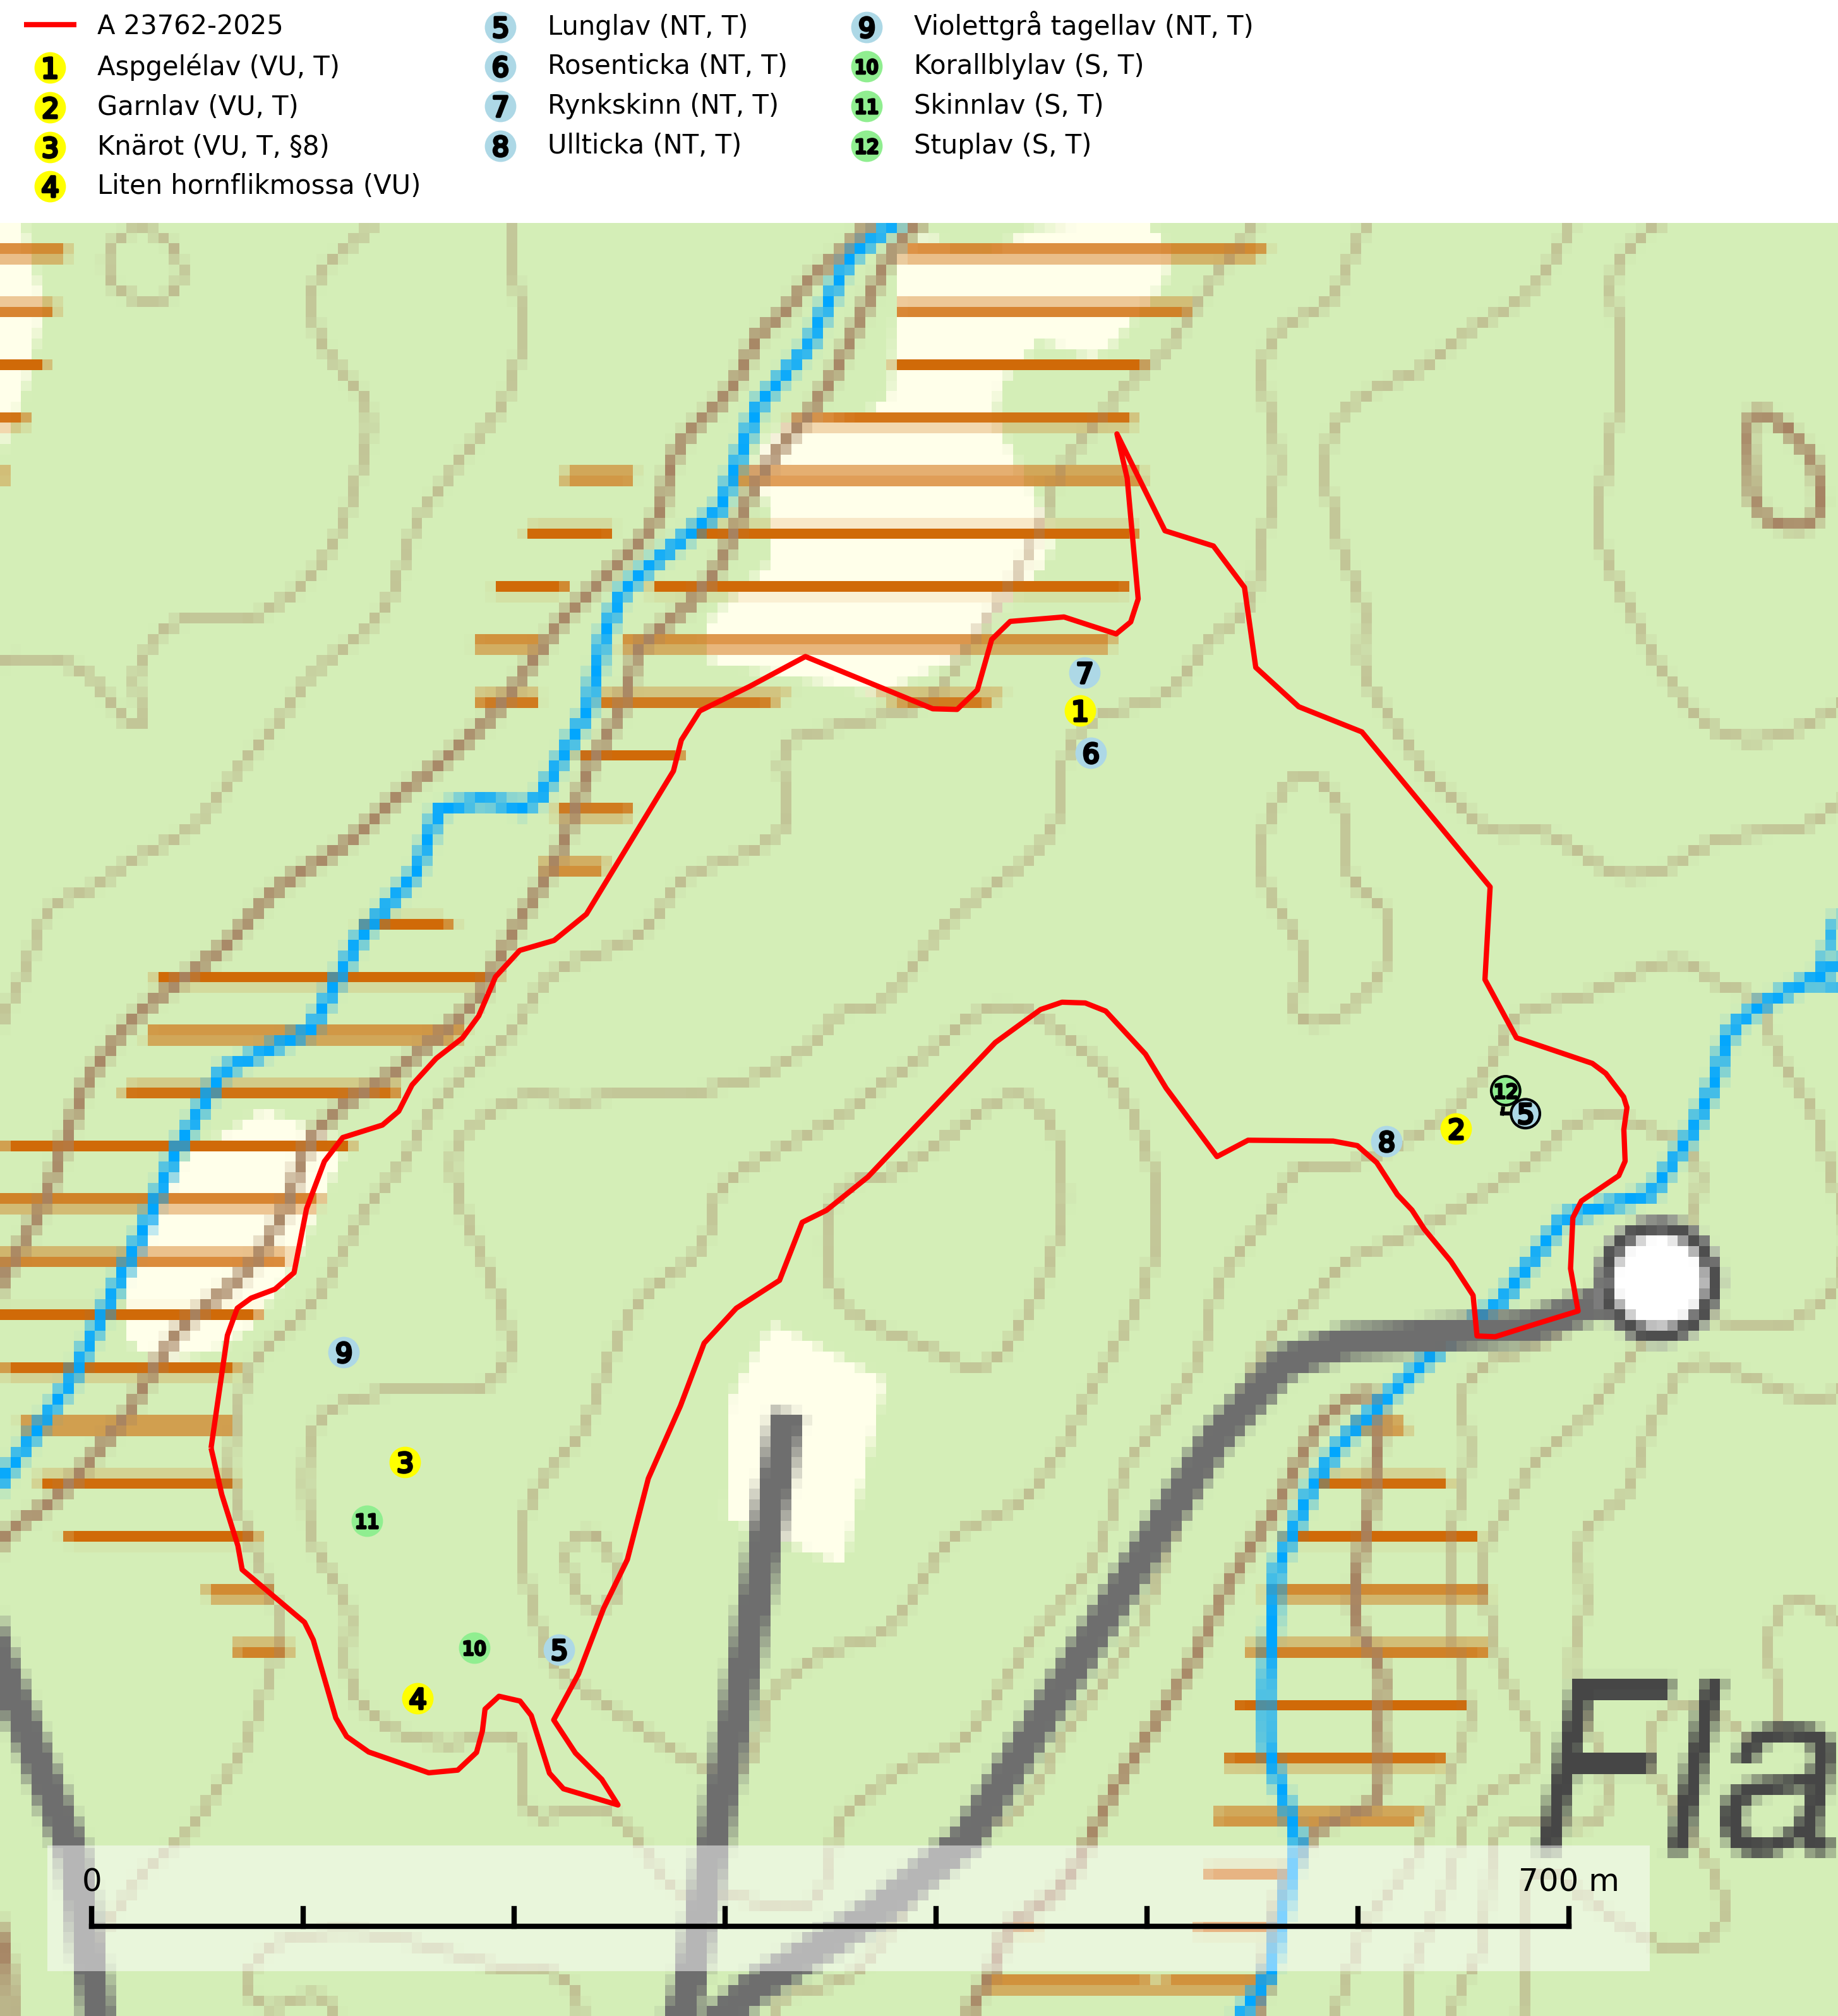 A 23762-2025
1 Aspgelélav (VU, T)
2 Garnlav (VU, T)
3 Knärot (VU, T, §8)
4 Liten hornflikmossa (VU)
5 Lunglav (NT, T)
6 Rosenticka (NT, T)
7 Rynkskinn (NT, T)
8 Ullticka (NT, T)
9 Violettgrå tagellav (NT, T)
10 Korallblylav (S, T)
11 Skinnlav (S, T)
12 Stuplav (S, T)
7
1
6
12
5
2
8
9
3
11
10
5
4
Fla
0 700 m